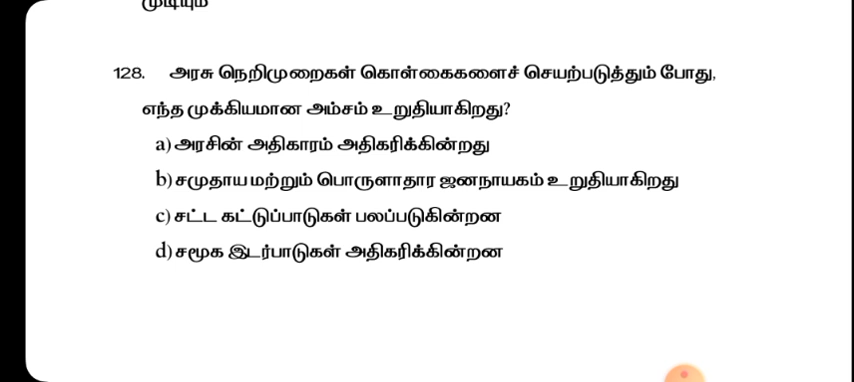 முடியும்
128. அரசு நெறிமுறைகள் கொள்கைகளைச் செயற்படுத்தும் போது,
எந்த முக்கியமான அம்சம் உறுதியாகிறது?
a) அரசின் அதிகாரம் அதிகரிக்கின்றது
b) சமுதாய மற்றும் பொருளாதார ஜனநாயகம் உறுதியாகிறது
c) சட்ட கட்டுப்பாடுகள் பலப்படுகின்றன
d) சமூக இடர்பாடுகள் அதிகரிக்கின்றன